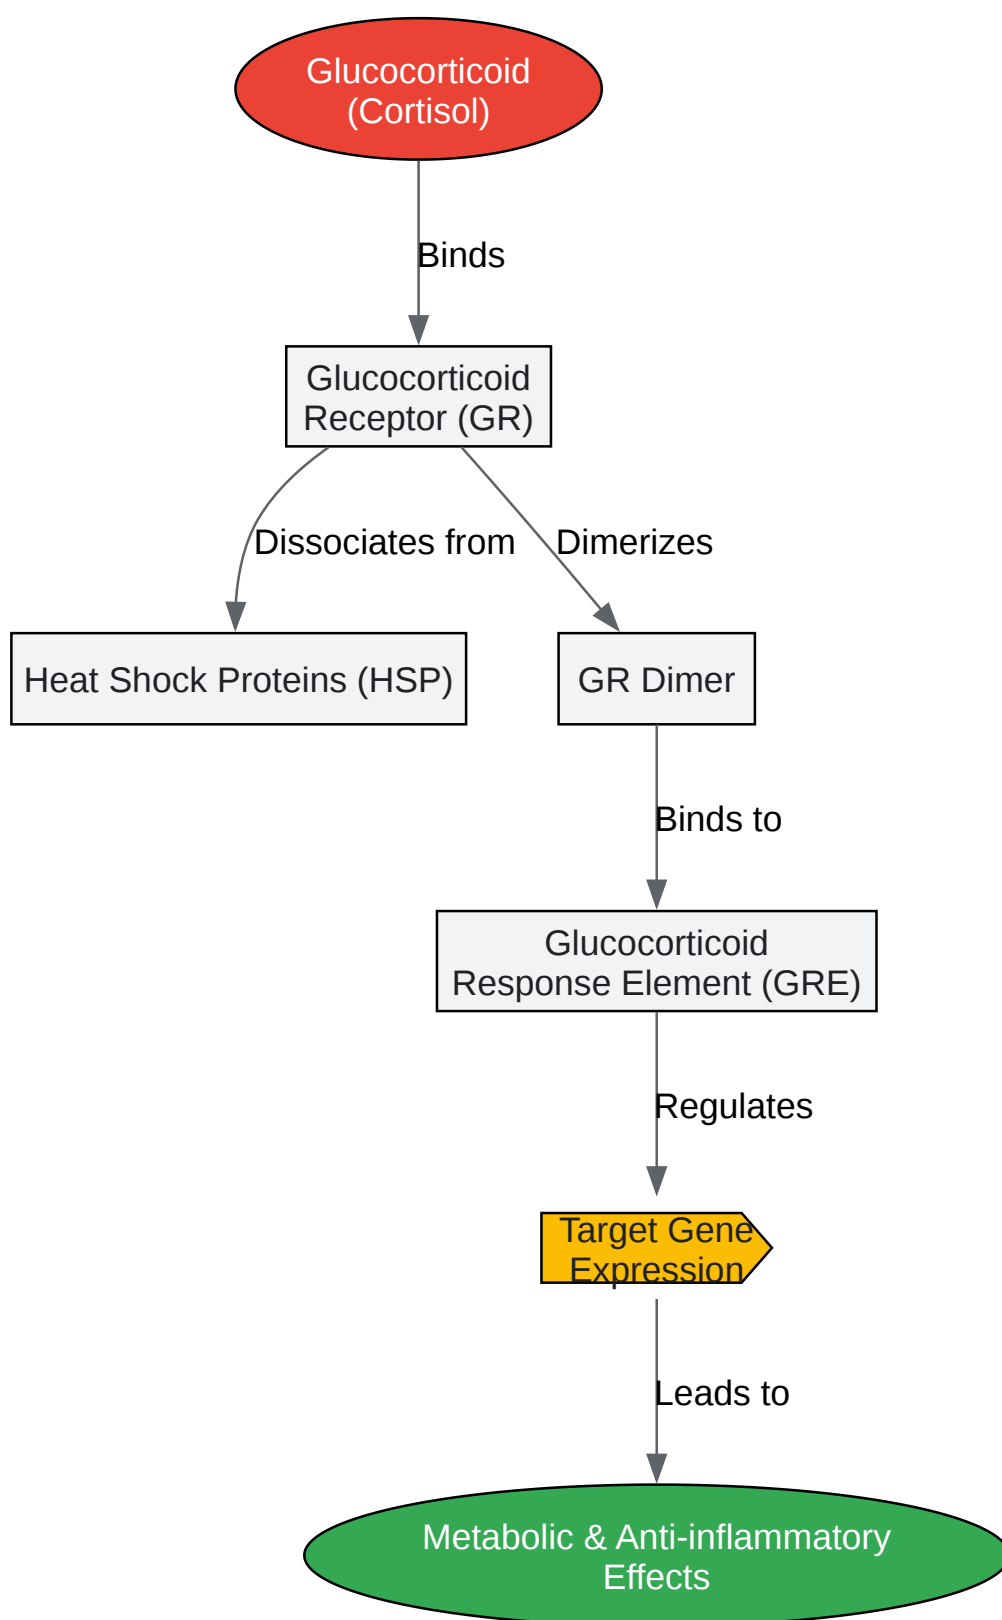 Glucocorticoid
(Cortisol)
Binds
Glucocorticoid
Receptor (GR)
Dissociates from
Dimerizes
Heat Shock Proteins (HSP)
GR Dimer
Binds to
Glucocorticoid
Response Element (GRE)
Regulates
Target Gene
Expression
Leads to
Metabolic & Anti-inflammatory
Effects